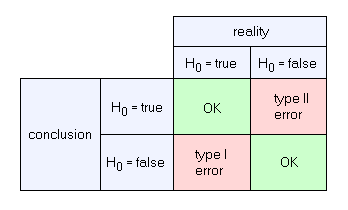 reality
H0 = true
H0 = false
conclusion
H0 = true
OK
type II
error
H0 = false
type I
error
OK